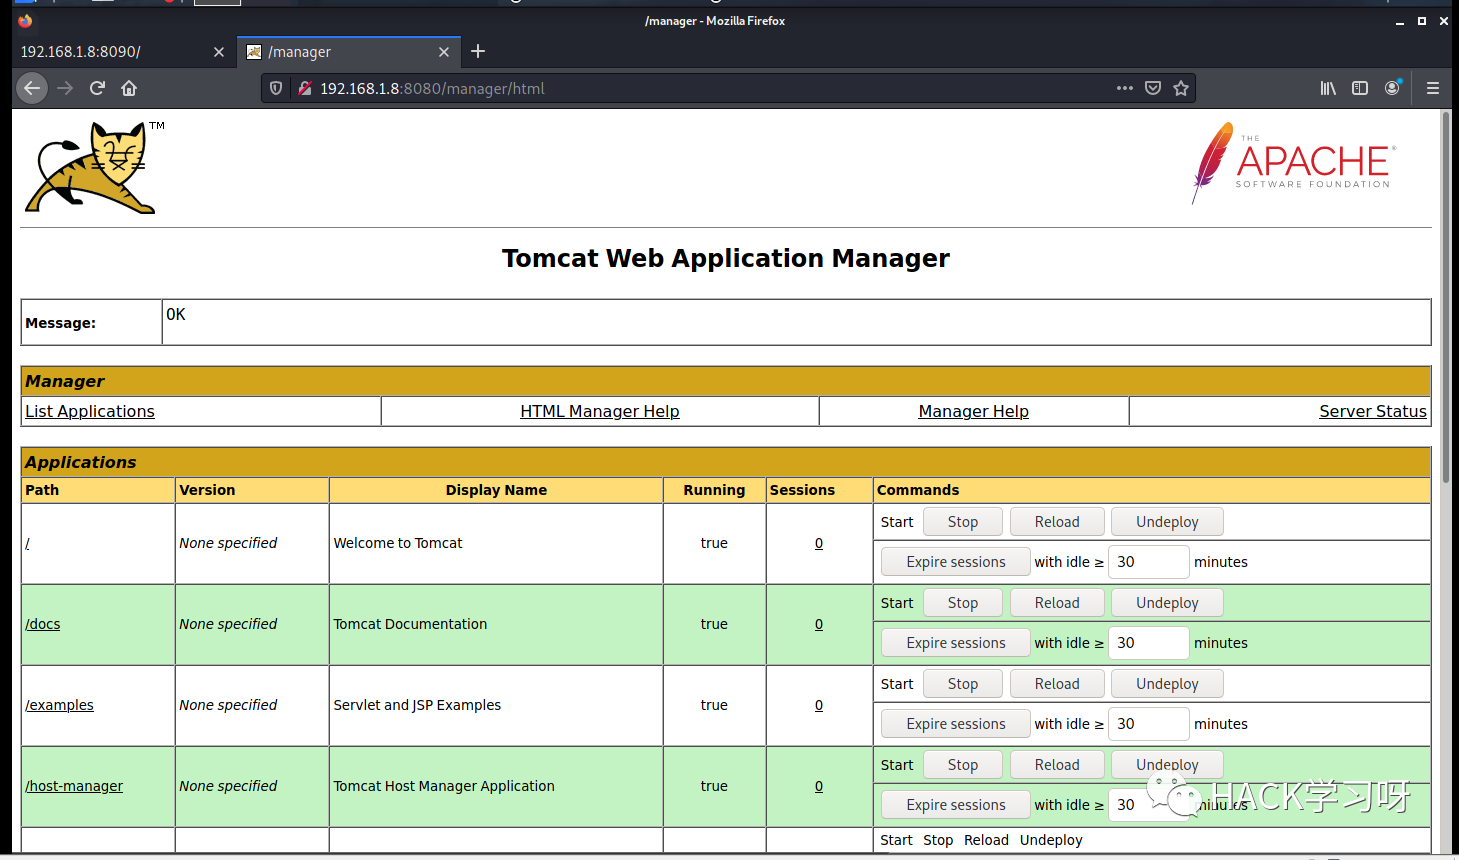 /manager - Mozilla Firefox
192.168.1.8:8090/
/manager
192.168.1.8:8080/manager/html
TM
THE
APACHE®
SOFTWARE FOUNDATION
Tomcat Web Application Manager
Message: OK
Manager
List Applications HTML Manager Help Manager Help Server Status
Applications
Path Version Display Name Running Sessions Commands
/ None specified Welcome to Tomcat true 0 Start Stop Reload Undeploy
Expire sessions with idle ≥ 30 minutes
/docs None specified Tomcat Documentation true 0 Start Stop Reload Undeploy
Expire sessions with idle ≥ 30 minutes
/examples None specified Servlet and JSP Examples true 0 Start Stop Reload Undeploy
Expire sessions with idle ≥ 30 minutes
/host-manager None specified Tomcat Host Manager Application true 0 Start Stop Reload Undeploy
Expire sessions with idle ≥ 30 minutes
HACK学习呀
Start Stop Reload Undeploy